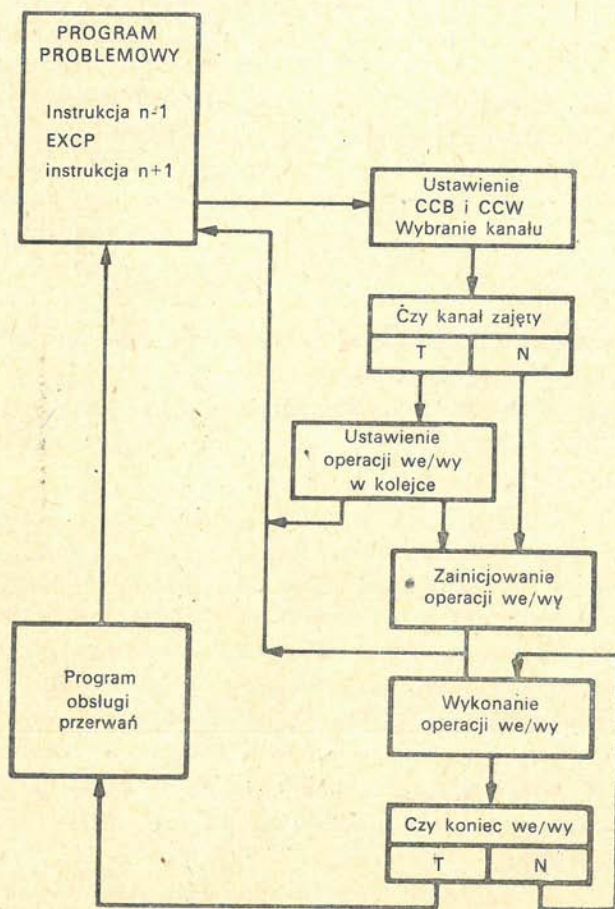 PROGRAM
PROBLEMOWY
Instrukcja n-1
EXCP
instrukcja n+1
Ustawienie
CCB i CCW
Wybranie kanału
Czy kanał zajęty
T N
Ustawienie
operacji we/wy
w kolejce
Zainicjowanie
operacji we/wy
Program
obsługi
przerwań
Wykonanie
operacji we/wy
Czy koniec we/wy
T N